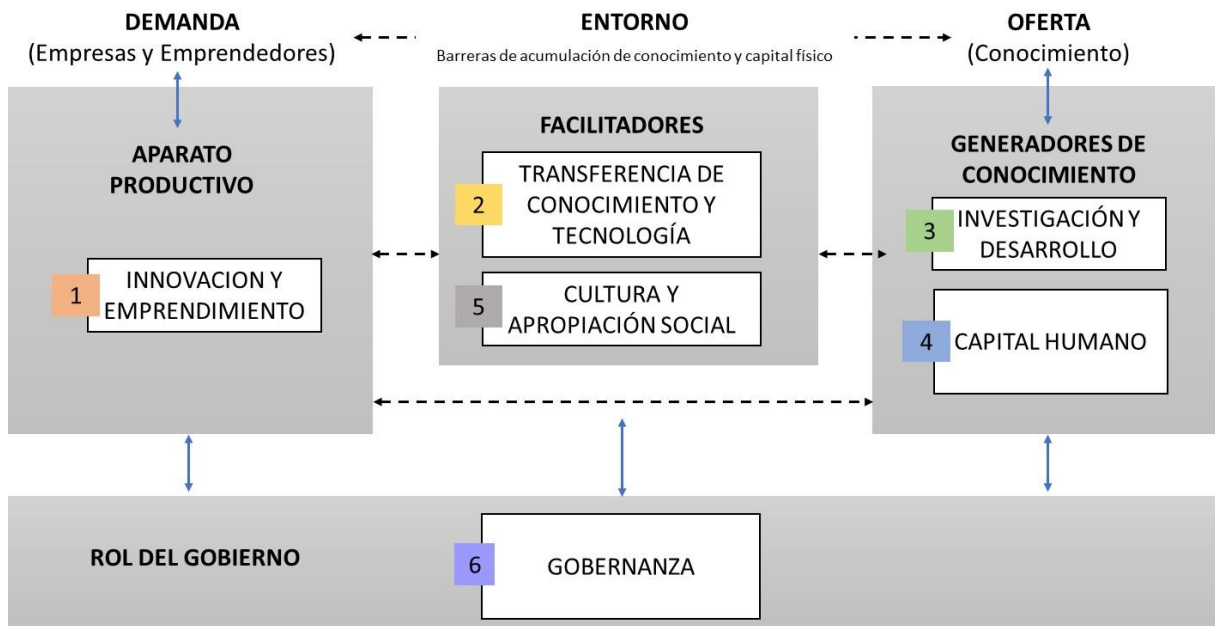 DEMANDA
(Empresas y Emprendedores)
ENTORNO
Barreras de acumulación de conocimiento y capital físico
OFERTA
(Conocimiento)
APARATO
PRODUCTIVO
1
INNOVACION Y
EMPRENDIMIENTO
FACILITADORES
2
TRANSFERENCIA DE
CONOCIMIENTO Y
TECNOLOGÍA
5
CULTURA Y
APROPIACIÓN SOCIAL
GENERADORES DE
CONOCIMIENTO
3
INVESTIGACIÓN Y
DESARROLLO
4
CAPITAL HUMANO
ROL DEL GOBIERNO
6
GOBERNANZA